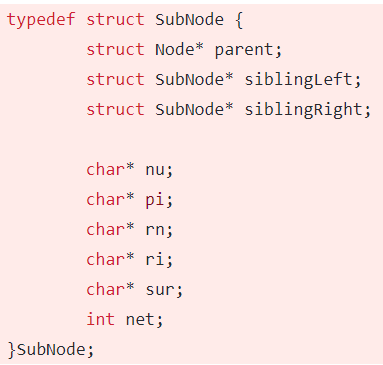 typedef struct SubNode {
struct Node* parent;
struct SubNode* siblingLeft;
struct SubNode* siblingRight;
char* nu;
char* pi;
char* rn;
char* ri;
char* sur;
int net;
}SubNode;